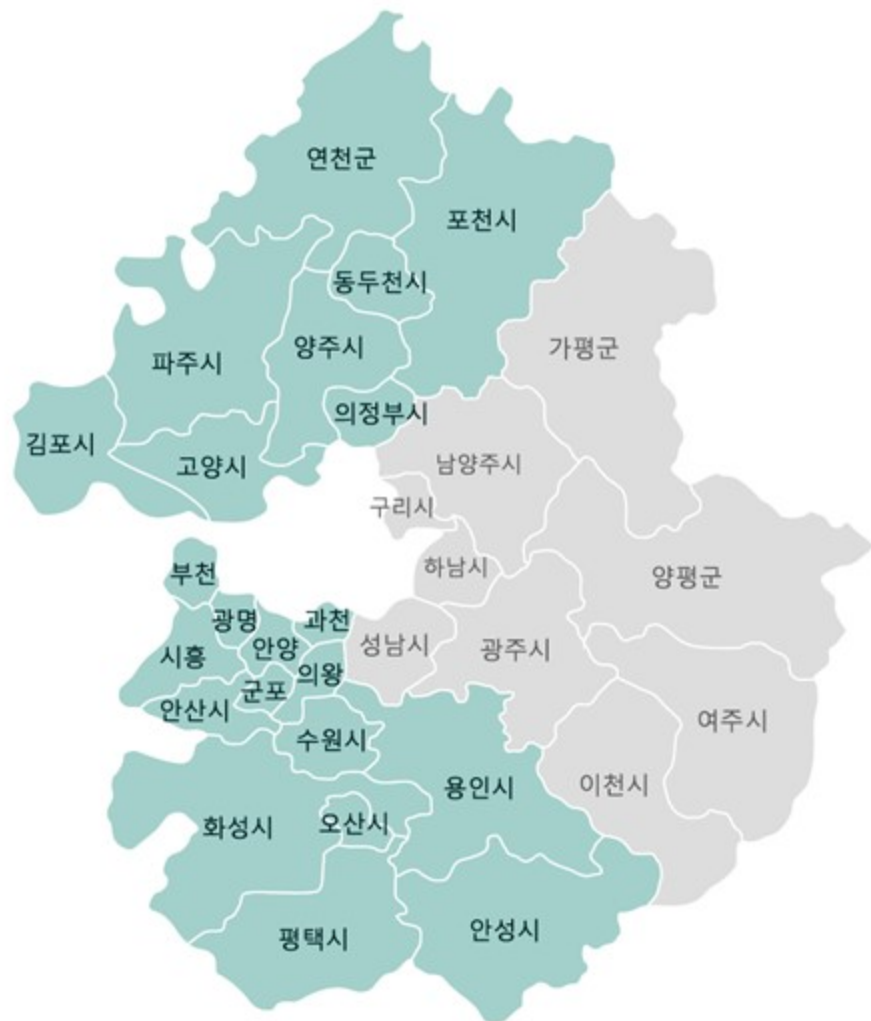 연천군
포천시
동두천시
파주시
양주시
가평군
의정부시
김포시
고양시
남양주시
구리시
하남시
부천
양평군
광명
과천
안양
시흥
성남시
광주시
의왕
군포
안산시
수원시
여주시
용인시
이천시
화성시
오산시
평택시
안성시